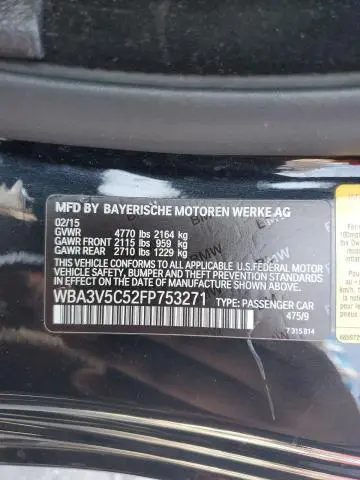 MFD BY BAYERISCHE MOTOREN WERKE AG
02/15
GVWR 4770 lbs 2164 kg
GAWR FRONT 2115 lbs 959 kg
GAWR REAR 2710 lbs 1229 kg
THIS VEHICLE CONFORMS TO ALL APPLICABLE
U.S.FEDERAL MOTOR VEHICLE SAFETY, BUMPER,
AND THEFT PREVENTION STANDARDS IN EFFECT ON
THE DATE OF MANUFACTURE SHOWN ABOVE.
WBA3V5C52FP753271 TYPE: PASSENGER CAR
475/9
7 315 814